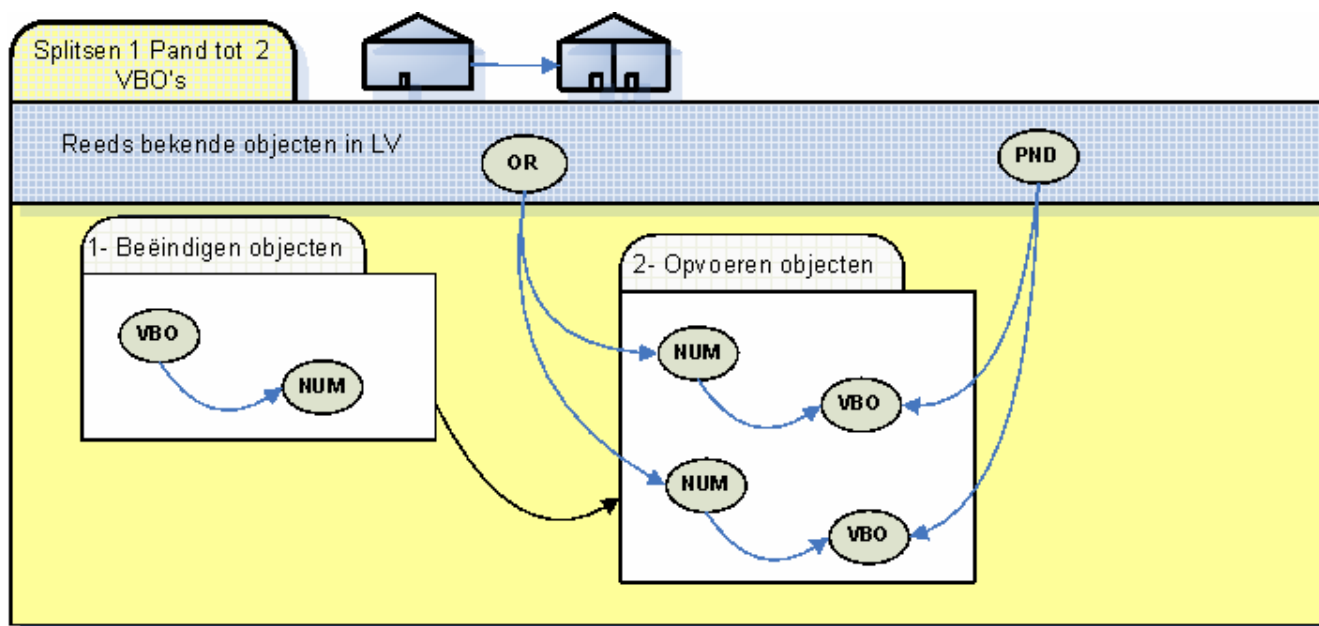 Splitsen 1 Pand tot 2
VBO's
Reeds bekende objecten in LV
OR
PND
1- Beëindigen objecten
VBO
NUM
2- Opvoeren objecten
NUM
VBO
NUM
VBO